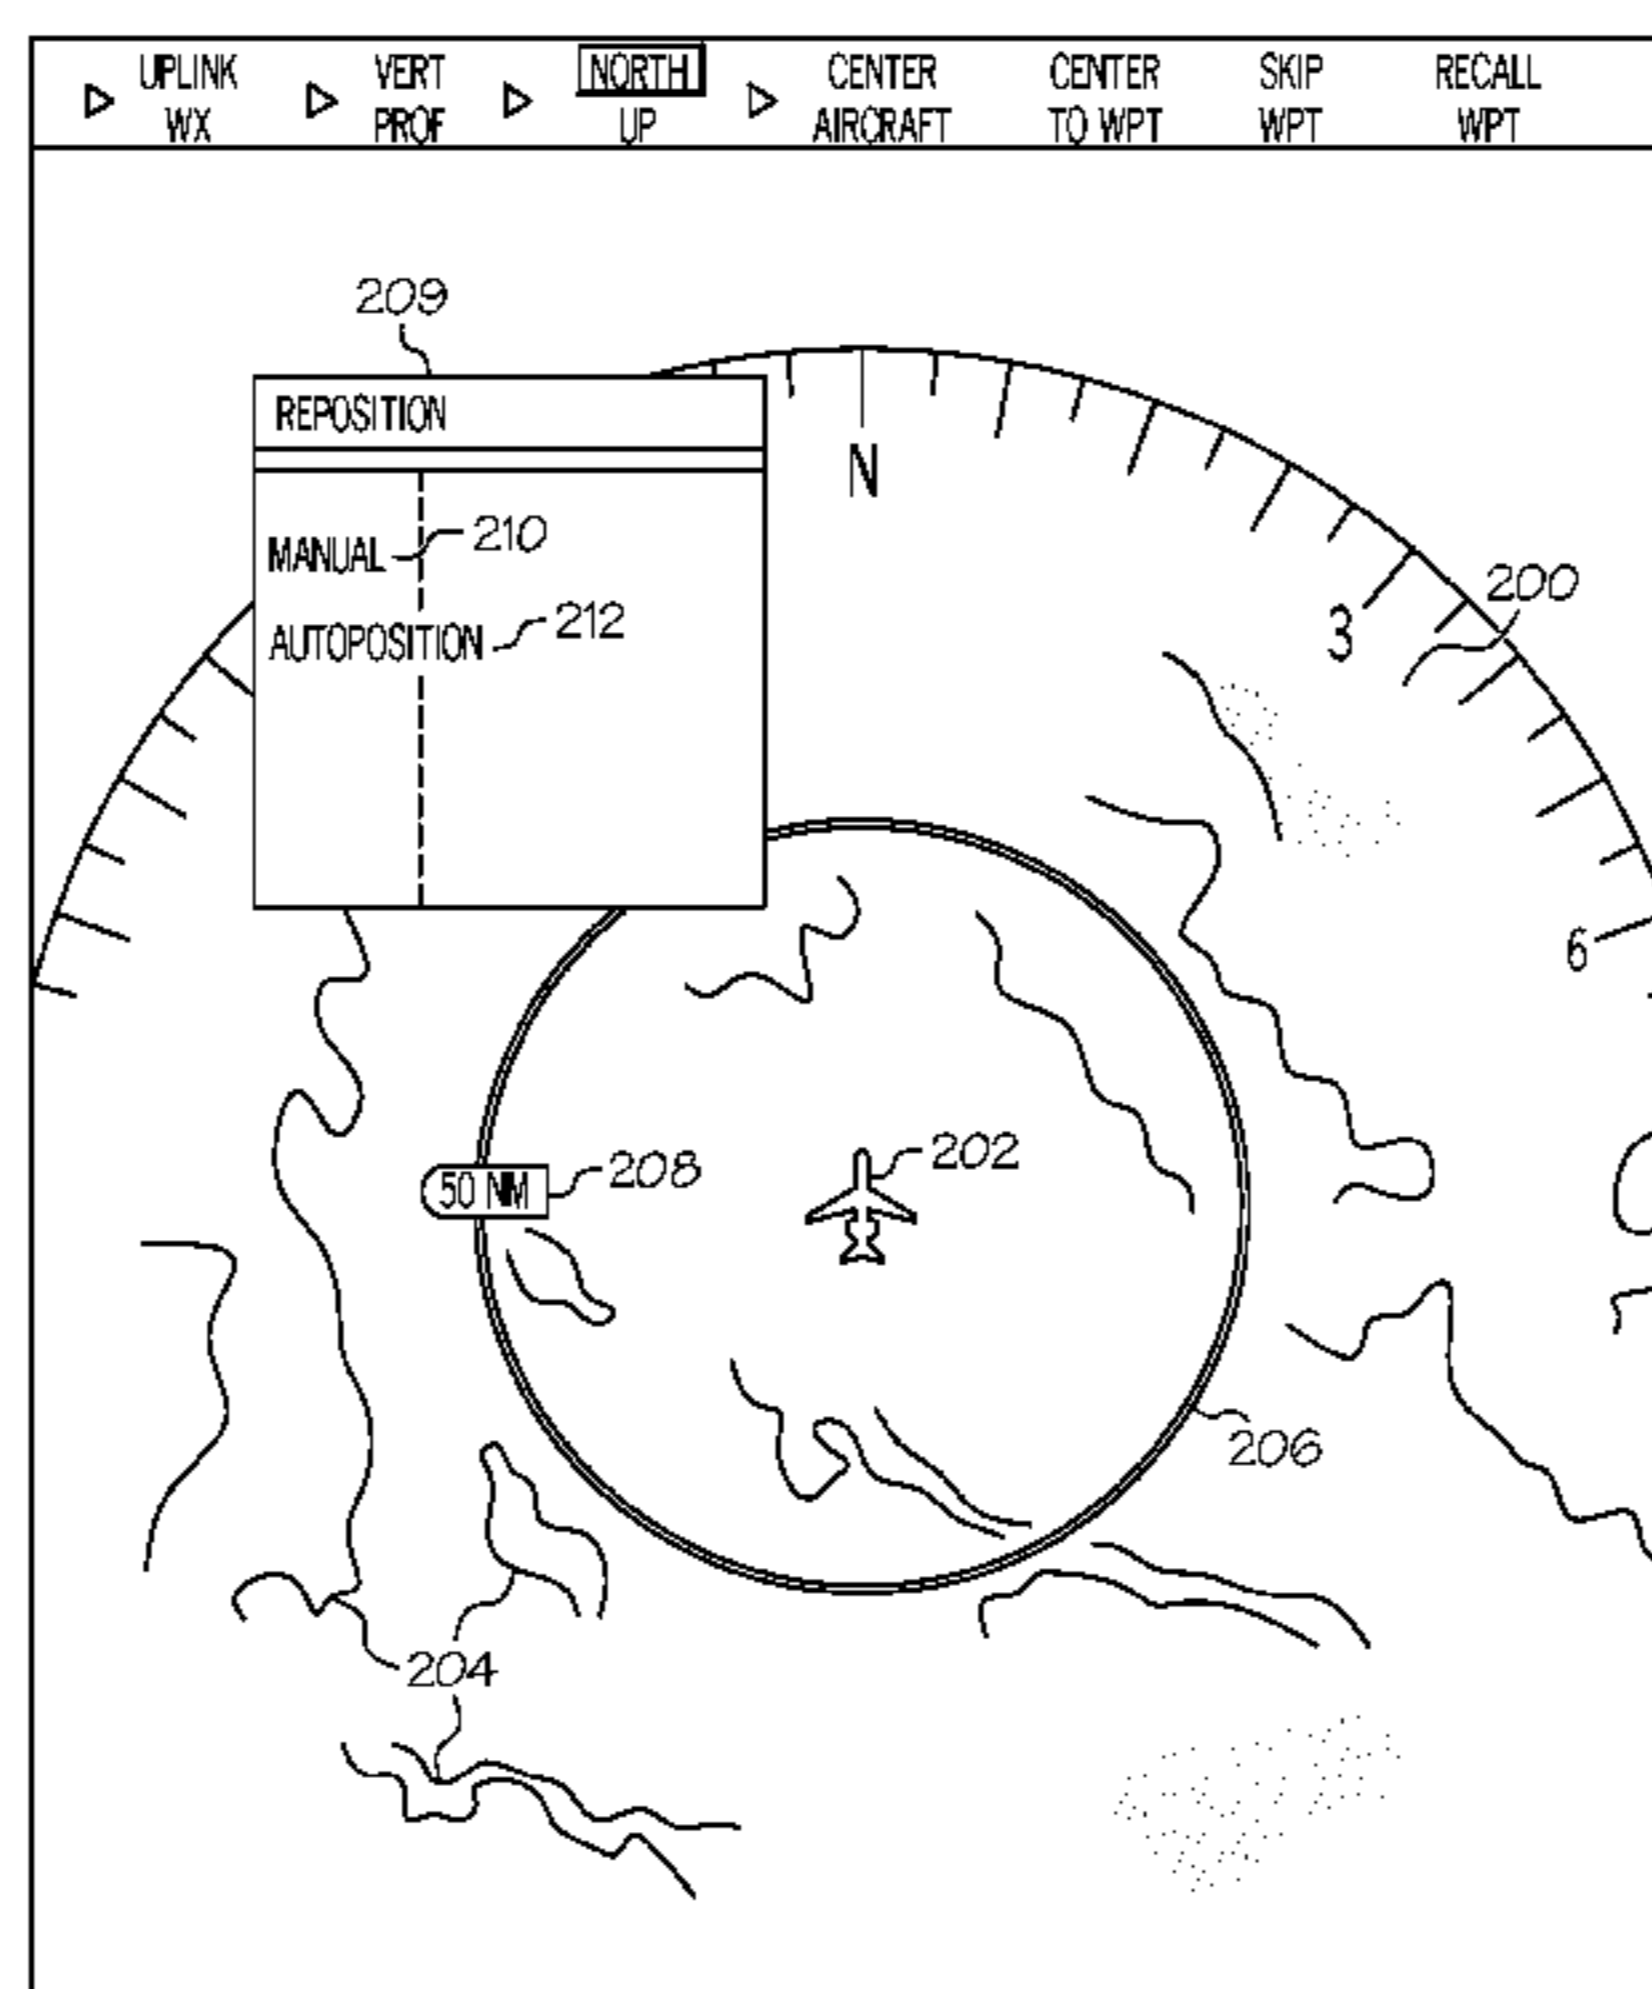 UPLINK WX
VERT PROF
NORTH UP
CENTER AIRCRAFT
CENTER TO WPT
SKIP WPT
RECALL WPT
209
REPOSITION
N
MANUAL 210
AUTOPOSITION 212
200
3
6
202
50 NM 208
206
204